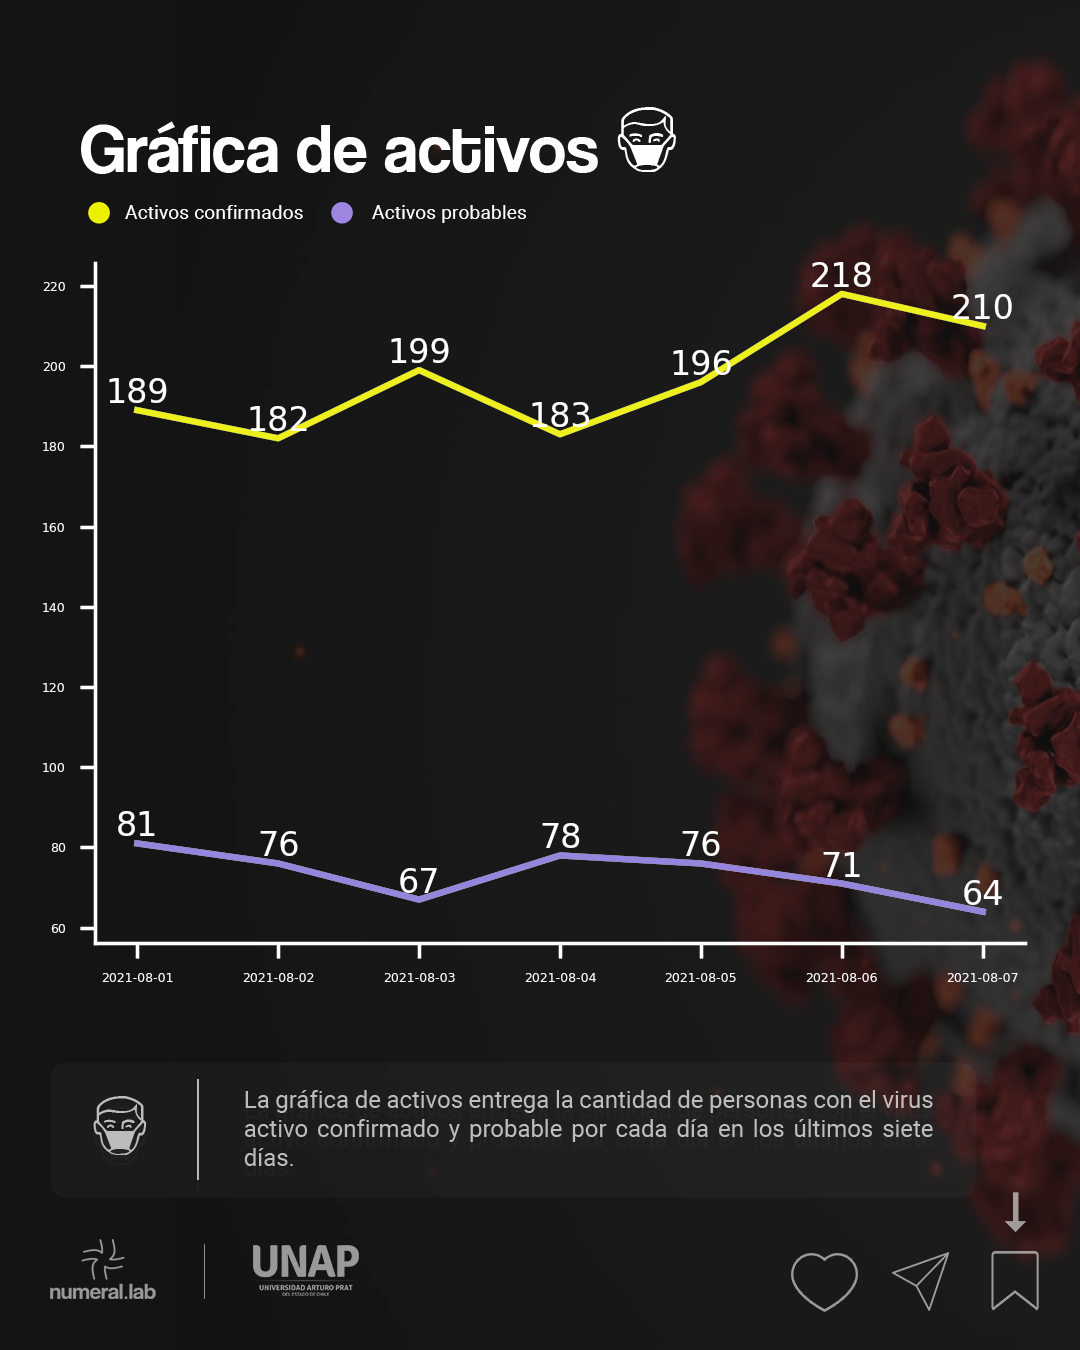 Gráfica de activos
Activos confirmados Activos probables
220
200
180
160
140
120
100
80
60
189 182 199 183 196 218 210
81 76 67 78 76 71 64
2021-08-01 2021-08-02 2021-08-03 2021-08-04 2021-08-05 2021-08-06 2021-08-07
La gráfica de activos entrega la cantidad de personas con el virus
activo confirmado y probable por cada día en los últimos siete
días.
numeral.lab
UNAP
UNIVERSIDAD ARTURO PRAT
DEL ESTADO DE CHILE